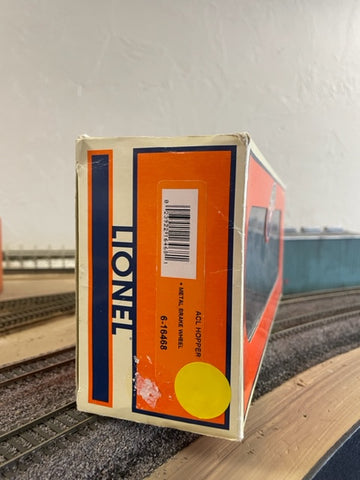 LIONEL
ACL HOPPER
• METAL BRAKE WHEEL
6-16468